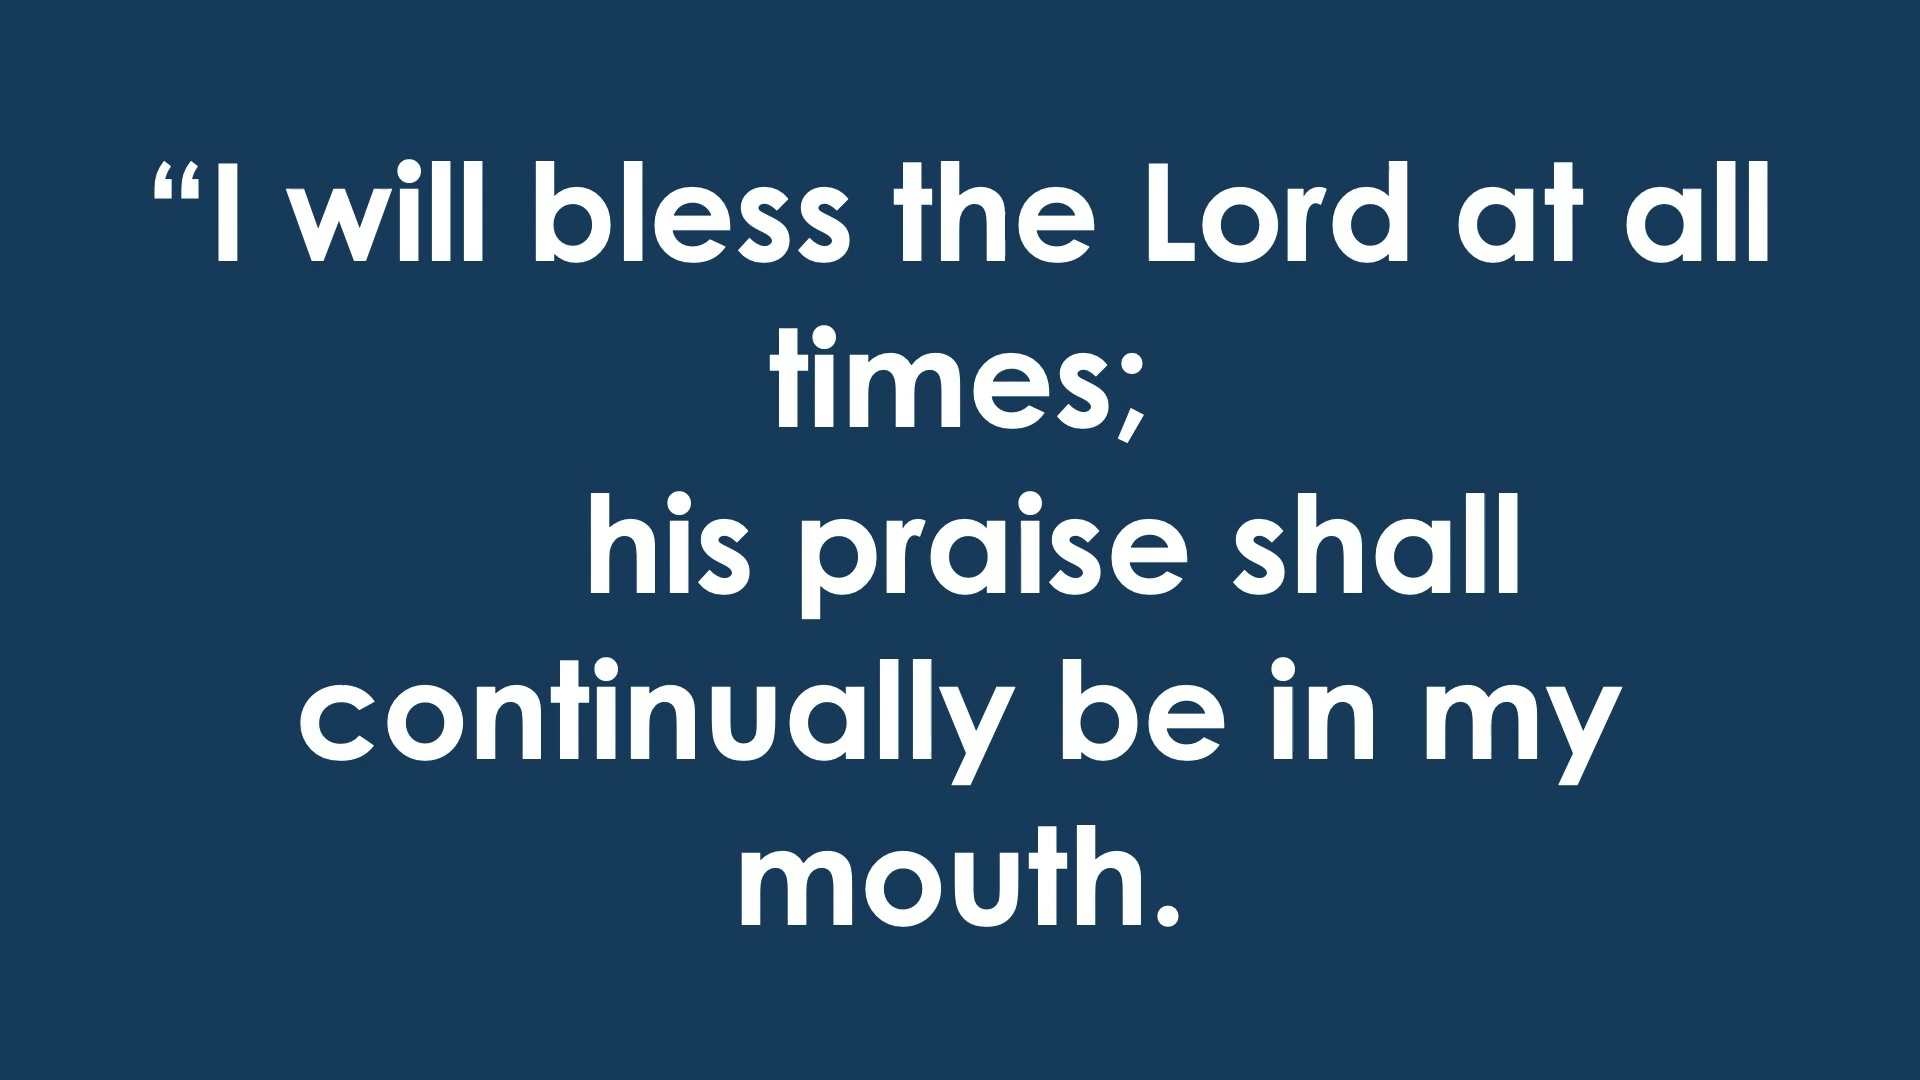 “I will bless the Lord at all
times;
his praise shall
continually be in my
mouth.